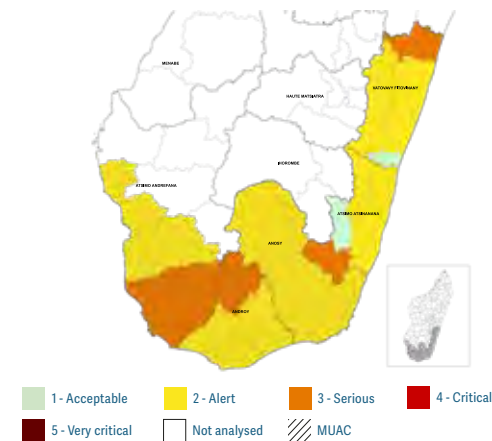 MENABE
VATOVAVY FITOVINANY
HAUTE MATSIATRA
IHOROMBE
ATSIMO ANDREFANA
ATSIMO ATSINANANA
ANOSY
ANDROY
1 - Acceptable
2 - Alert
3 - Serious
4 - Critical
5 - Very critical
Not analysed
MUAC